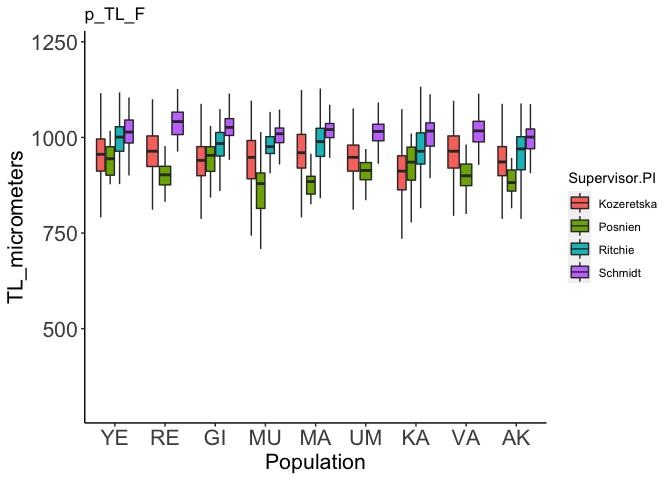 p_TL_F
1250
1000
750
500
TL_micrometers
YE RE GI MU MA UM KA VA AK
Population
Supervisor.PI
Kozeretska
Posnien
Ritchie
Schmidt